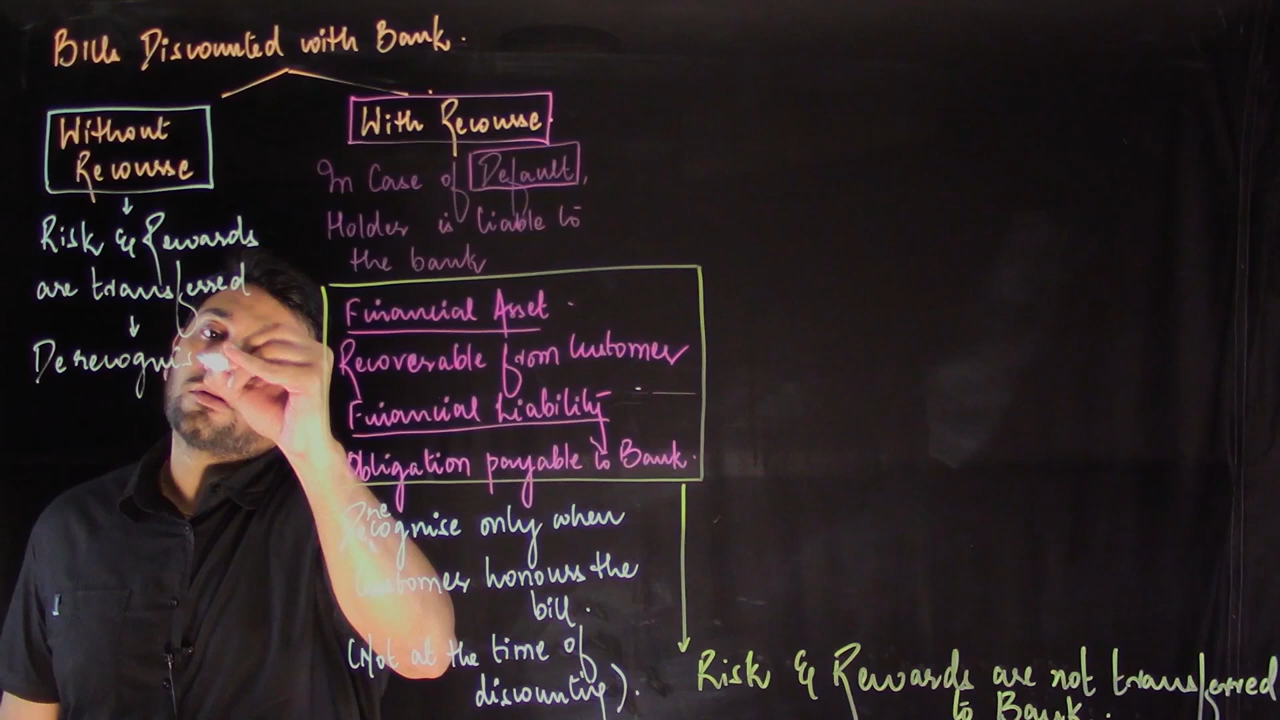 Bills Discounted with Bank.
Without
Recourse
Risk & Rewards
are transferred
Derecognis
With Recourse.
In Case of Default,
Holder is liable to
the bank
Financial Asset
Recoverable from Customer
Financial Liability
Obligation payable to Bank.
Derecognise only when
Customer honours the
bill.
(Not at the time of
discounting).
Risk & Rewards are not transferred
to Bank.